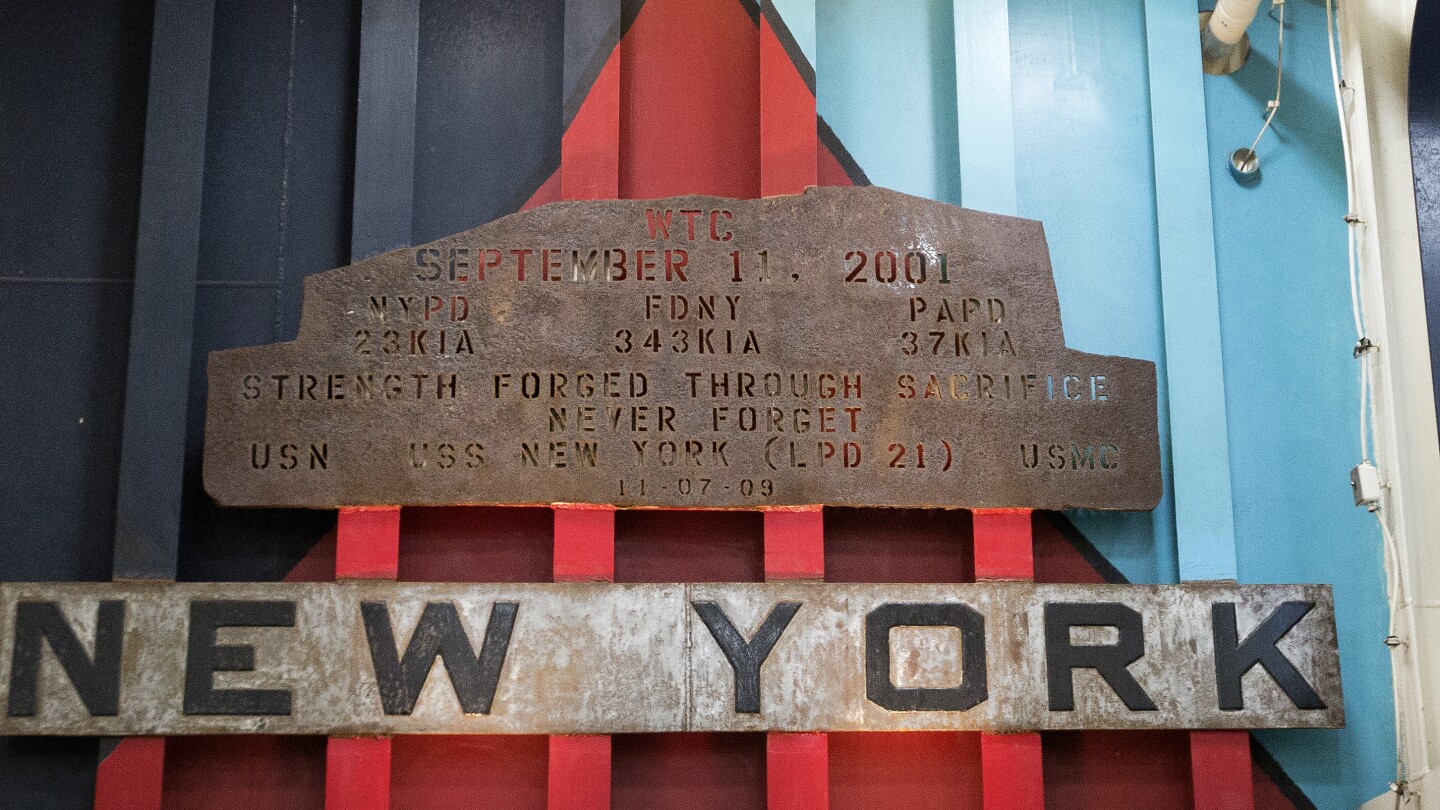 WTC
SEPTEMBER 11, 2001
NYPD FDNY PAPD
23KIA 343KIA 37KIA
STRENGTH FORGED THROUGH SACRIFICE
NEVER FORGET
USN USS NEW YORK (LPD 21) USMC
11-07-09
NEW YORK